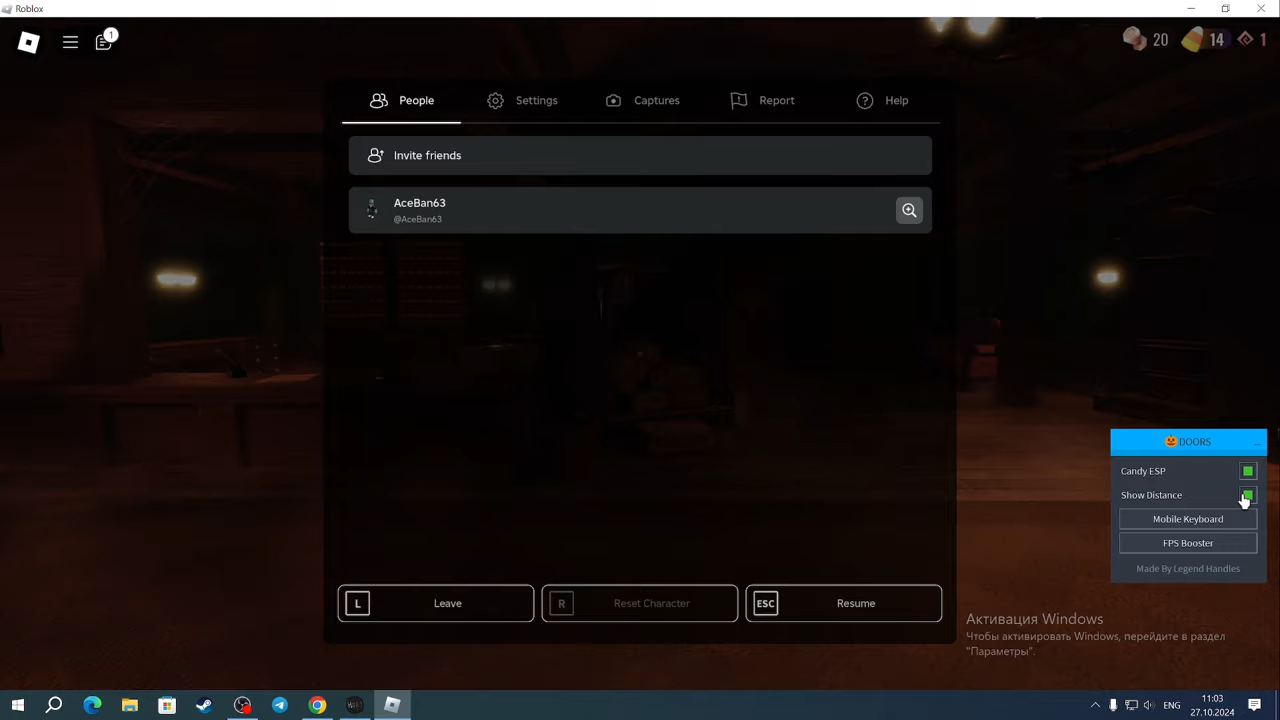 Roblox
1
20
14
1
People
Settings
Captures
Report
Help
Invite friends
AceBan63
@AceBan63
🎃DOORS
Candy ESP
Show Distance
Mobile Keyboard
FPS Booster
Made By Legend Handles
L
Leave
R
Reset Character
ESC
Resume
Активация Windows
Чтобы активировать Windows, перейдите в раздел
"Параметры".
ENG
11:03
27.10.2024